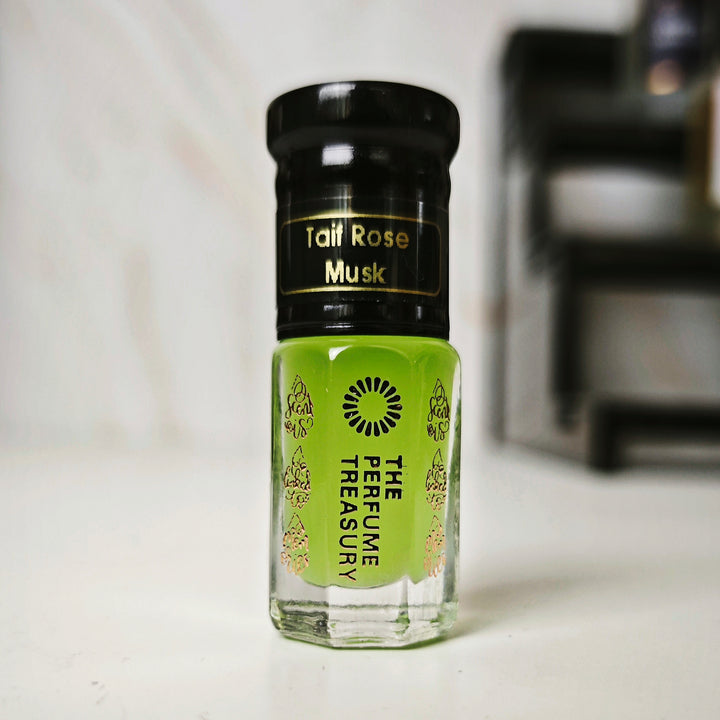 Taif Rose
Musk
THE
PERFUME
TREASURY